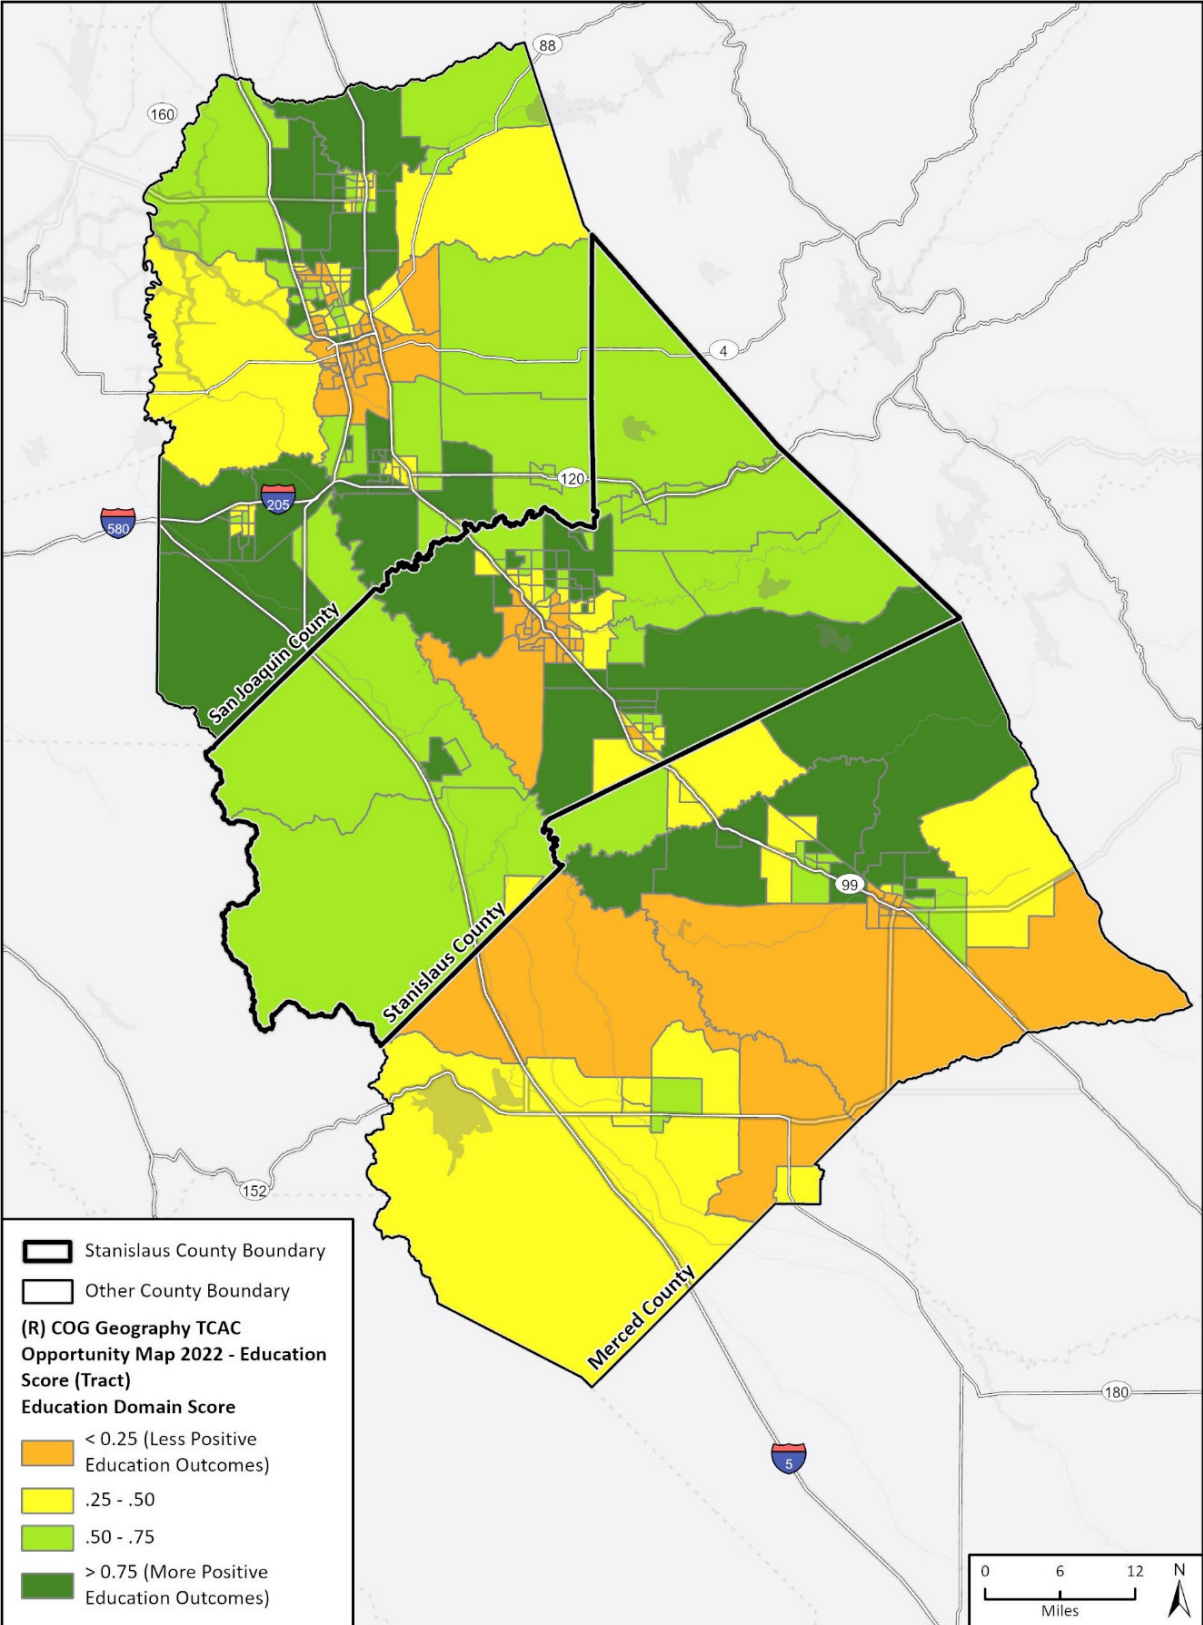 88
160
4
120
205
580
San Joaquin County
99
Stanislaus County
152
Merced County
180
5
Stanislaus County Boundary
Other County Boundary
(R) COG Geography TCAC
Opportunity Map 2022 - Education
Score (Tract)
Education Domain Score
< 0.25 (Less Positive
Education Outcomes)
.25 - .50
.50 - .75
> 0.75 (More Positive
Education Outcomes)
0 6 12
Miles
N